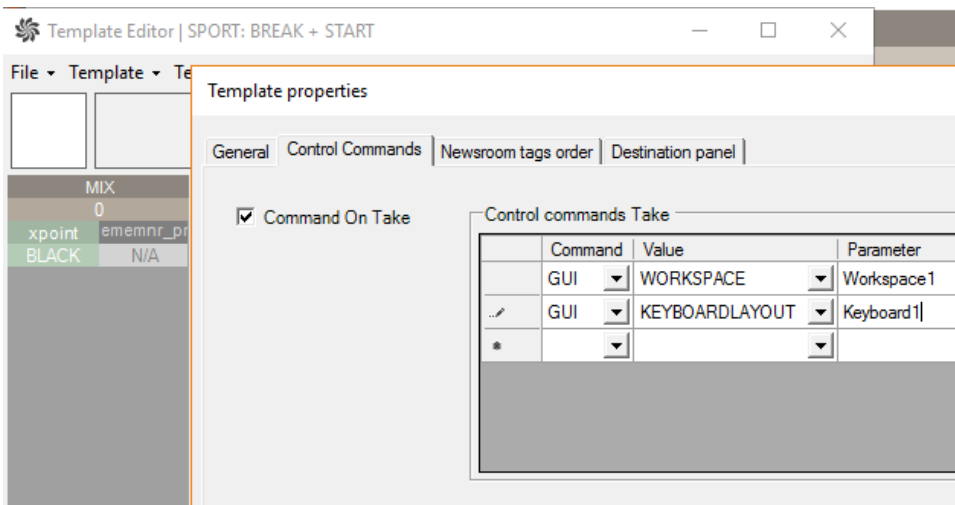 Template Editor | SPORT: BREAK + START
File Template Te
Template properties
General Control Commands Newsroom tags order Destination panel
MIX
0
xpoint ememnr_pr
BLACK N/A
Command On Take
Control commands Take
Command Value Parameter
GUI WORKSPACE Workspace1
GUI KEYBOARDLAYOUT Keyboard1